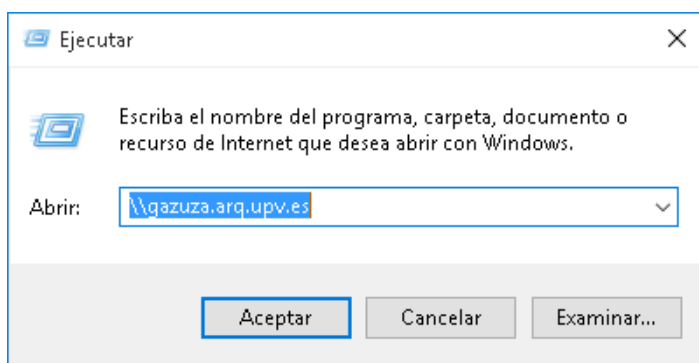 Ejecutar
Escriba el nombre del programa, carpeta, documento o
recurso de Internet que desea abrir con Windows.
Abrir: \\gazuza.arq.upv.es
Aceptar Cancelar Examinar...